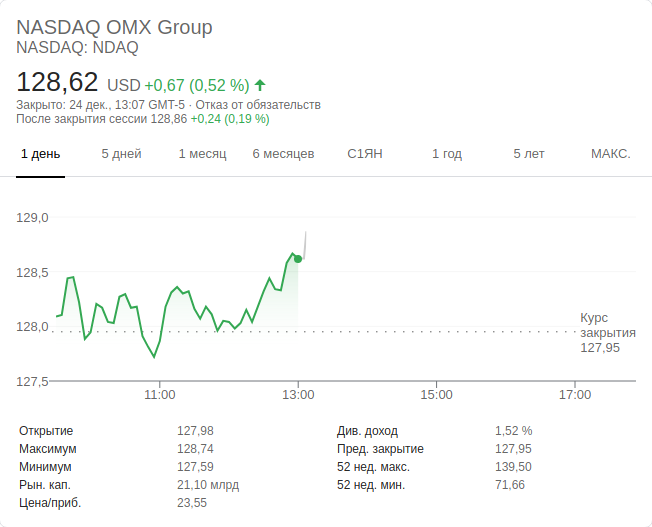 NASDAQ OMX Group
NASDAQ: NDAQ
128,62 USD +0,67 (0,52 %)
Закрыто: 24 дек., 13:07 GMT-5 · Отказ от обязательств
После закрытия сессии 128,86 +0,24 (0,19 %)
1 день 5 дней 1 месяц 6 месяцев С1ЯН 1 год 5 лет МАКС.
129,0
128,5
128,0
127,5
Курс
закрытия
127,95
11:00 13:00 15:00 17:00
Открытие 127,98 Див. доход 1,52 %
Максимум 128,74 Пред. закрытие 127,95
Минимум 127,59 52 нед. макс. 139,50
Рын. кап. 21,10 млрд 52 нед. мин. 71,66
Цена/приб. 23,55